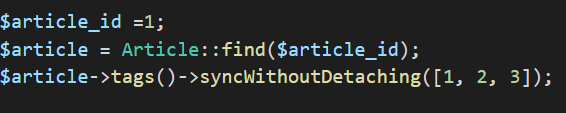 $article_id =1;
$article = Article::find($article_id);
$article->tags()->syncWithoutDetaching([1, 2, 3]);